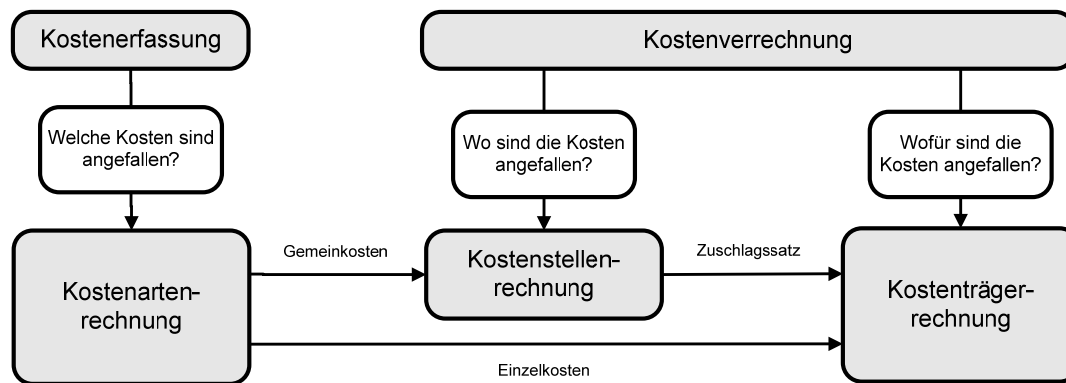 Kostenerfassung
Kostenverrechnung
Welche Kosten sind
angefallen?
Wo sind die Kosten
angefallen?
Wofür sind die
Kosten angefallen?
Gemeinkosten
Zuschlagssatz
Kostenarten-
rechnung
Kostenstellen-
rechnung
Kostenträger-
rechnung
Einzelkosten